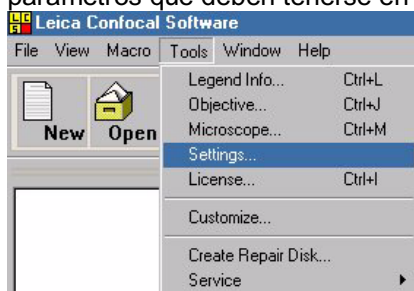 parámetros que deben tenerse en
Leica Confocal Software
File View Macro Tools Window Help
New Open
Legend Info... Ctrl+L
Objective... Ctrl+J
Microscope... Ctrl+M
Settings...
License... Ctrl+I
Customize...
Create Repair Disk...
Service